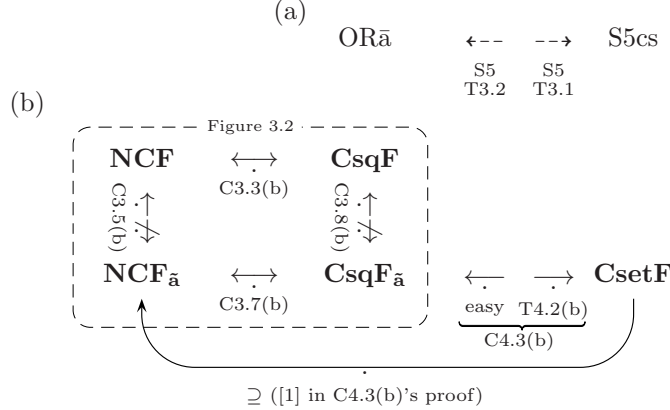 (a)
ORā S5cs
S5 S5
T3.2 T3.1
(b)
Figure 3.2
NCF CsqF
C3.3(b)
C3.5(b) C3.8(b)
NCFã CsqFã CsetF
C3.7(b) easy T4.2(b)
C4.3(b)
⊇ ([1] in C4.3(b)'s proof)